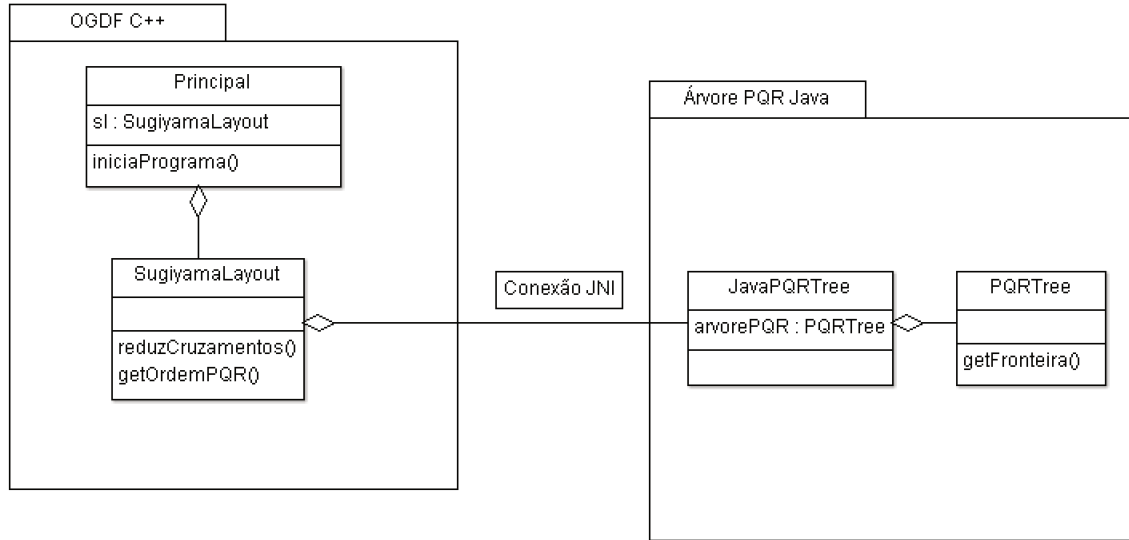 OGDF C++
Principal
sl : SugiyamaLayout
iniciaPrograma()
SugiyamaLayout
reduzCruzamentos()
getOrdemPQR()
Conexão JNI
Árvore PQR Java
JavaPQRTree
arvorePQR : PQRTree
PQRTree
getFronteira()